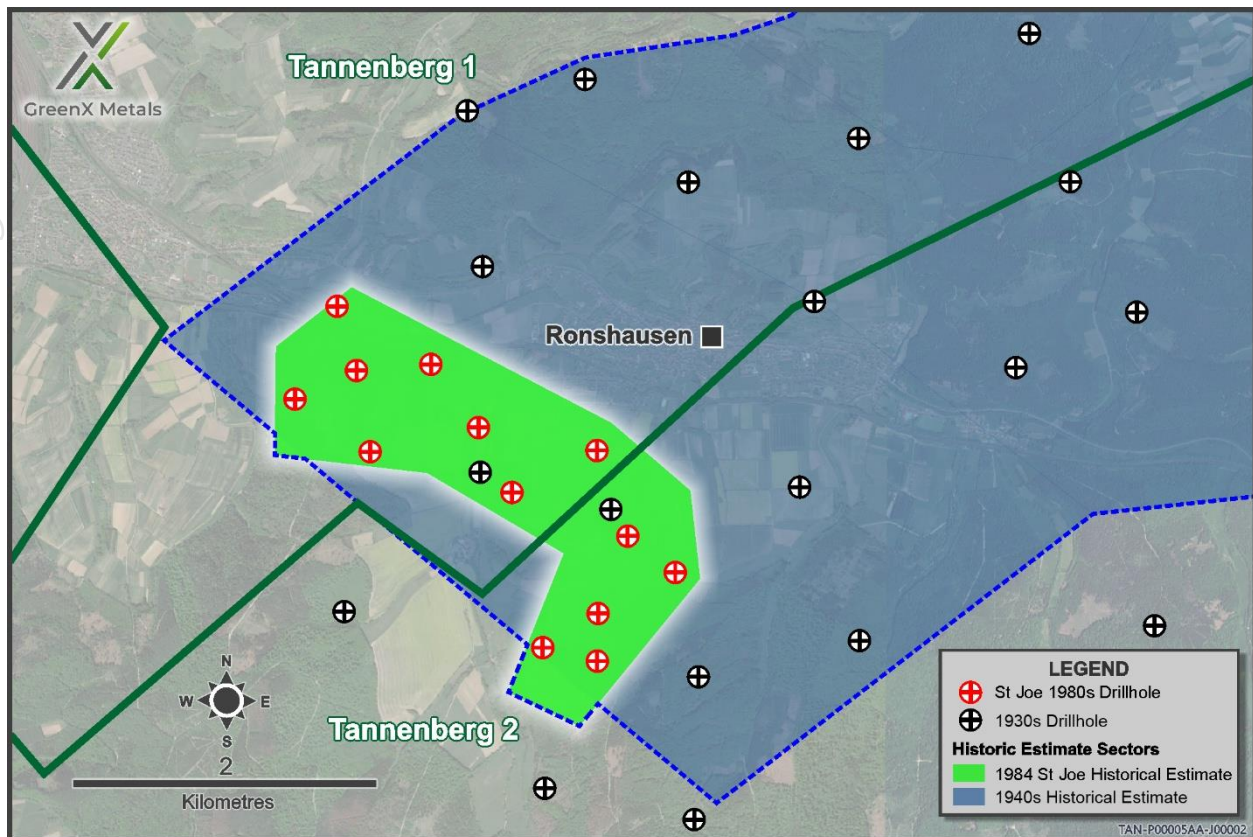 Tannenberg 1
GreenX Metals
Ronshausen
N
W E
S
Tannenberg 2
2
Kilometres
LEGEND
St Joe 1980s Drillhole
1930s Drillhole
Historic Estimate Sectors
1984 St Joe Historical Estimate
1940s Historical Estimate
TAN-P00005AA-J00002